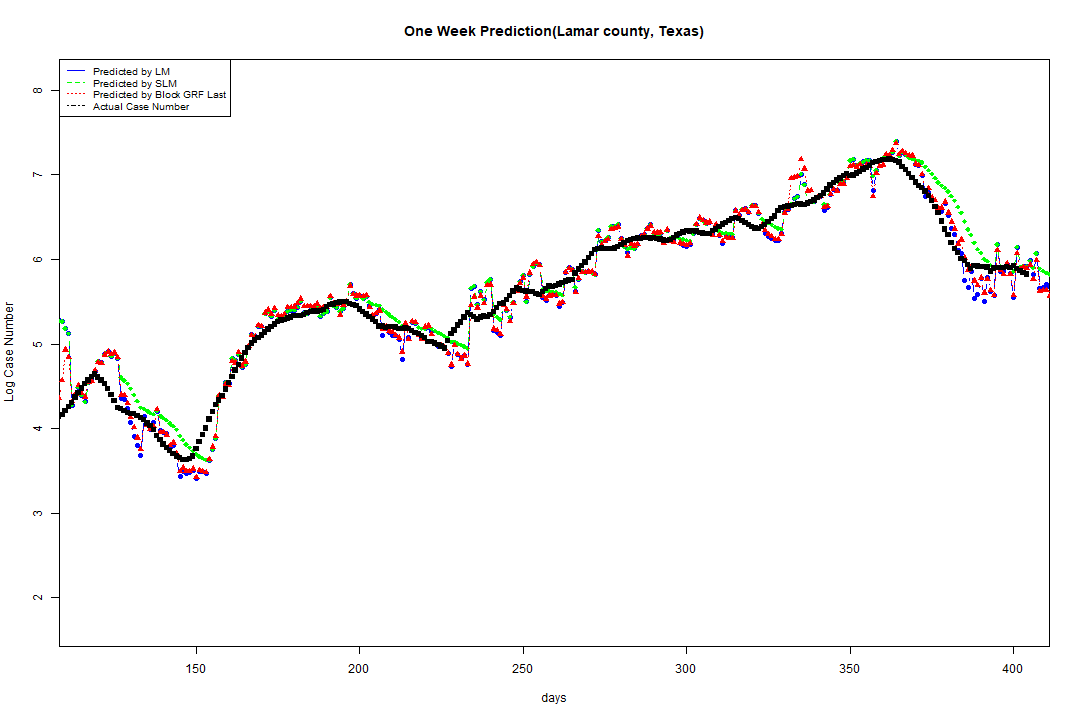 One Week Prediction(Lamar county, Texas)
Predicted by LM
Predicted by SLM
Predicted by Block GRF Last
Actual Case Number
8
7
6
5
4
3
2
Log Case Number
150 200 250 300 350 400
days